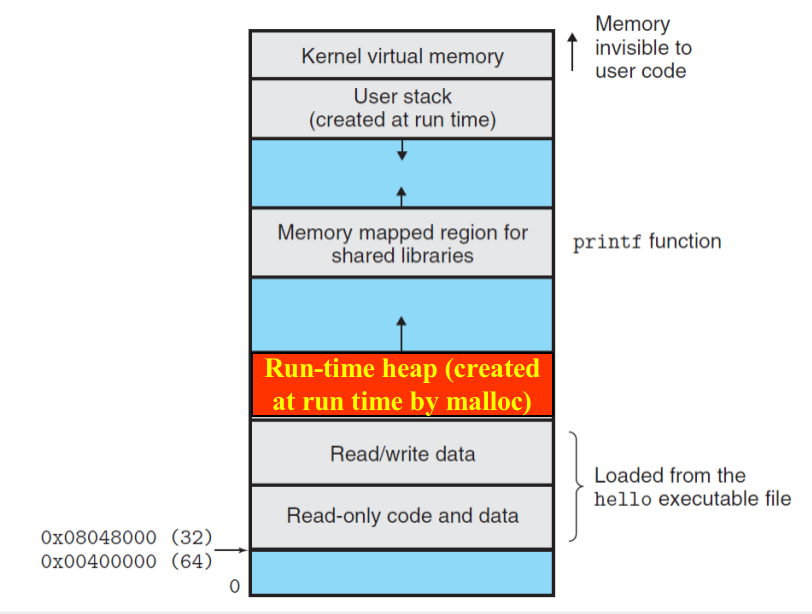 Memory
invisible to
user code
Kernel virtual memory
User stack
(created at run time)
Memory mapped region for
shared libraries
printf function
Run-time heap (created
at run time by malloc)
Read/write data
Loaded from the
hello executable file
Read-only code and data
0x08048000 (32)
0x00400000 (64)
0